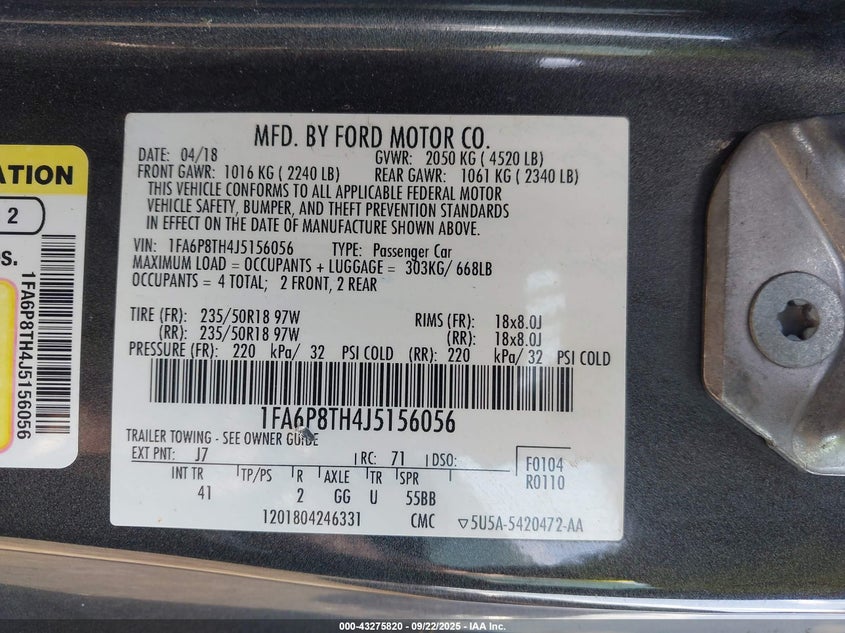 ATION
2
S.
1FA6P8TH4J5156056
MFD. BY FORD MOTOR CO.
DATE: 04/18 GVWR: 2050 KG ( 4520 LB)
FRONT GAWR: 1016 KG ( 2240 LB) REAR GAWR: 1061 KG ( 2340 LB)
THIS VEHICLE CONFORMS TO ALL APPLICABLE FEDERAL MOTOR
VEHICLE SAFETY, BUMPER, AND THEFT PREVENTION STANDARDS
IN EFFECT ON THE DATE OF MANUFACTURE SHOWN ABOVE.
VIN: 1FA6P8TH4J5156056 TYPE: Passenger Car
MAXIMUM LOAD = OCCUPANTS + LUGGAGE = 303KG/ 668LB
OCCUPANTS = 4 TOTAL; 2 FRONT, 2 REAR
TIRE (FR): 235/50R18 97W RIMS (FR): 18x8.0J
(RR): 235/50R18 97W (RR): 18x8.0J
PRESSURE (FR): 220 kPa/ 32 PSI COLD (RR): 220 kPa/ 32 PSI COLD
1FA6P8TH4J5156056
TRAILER TOWING - SEE OWNER GUIDE
EXT PNT: J7 RC: 71 DSO: F0104
INT TR TP/PS R AXLE TR SPR R0110
41 2 GG U 55BB
1201804246331 CMC ▽5U5A-5420472-AA
000-43275820 - 09/22/2025 - IAA Inc.